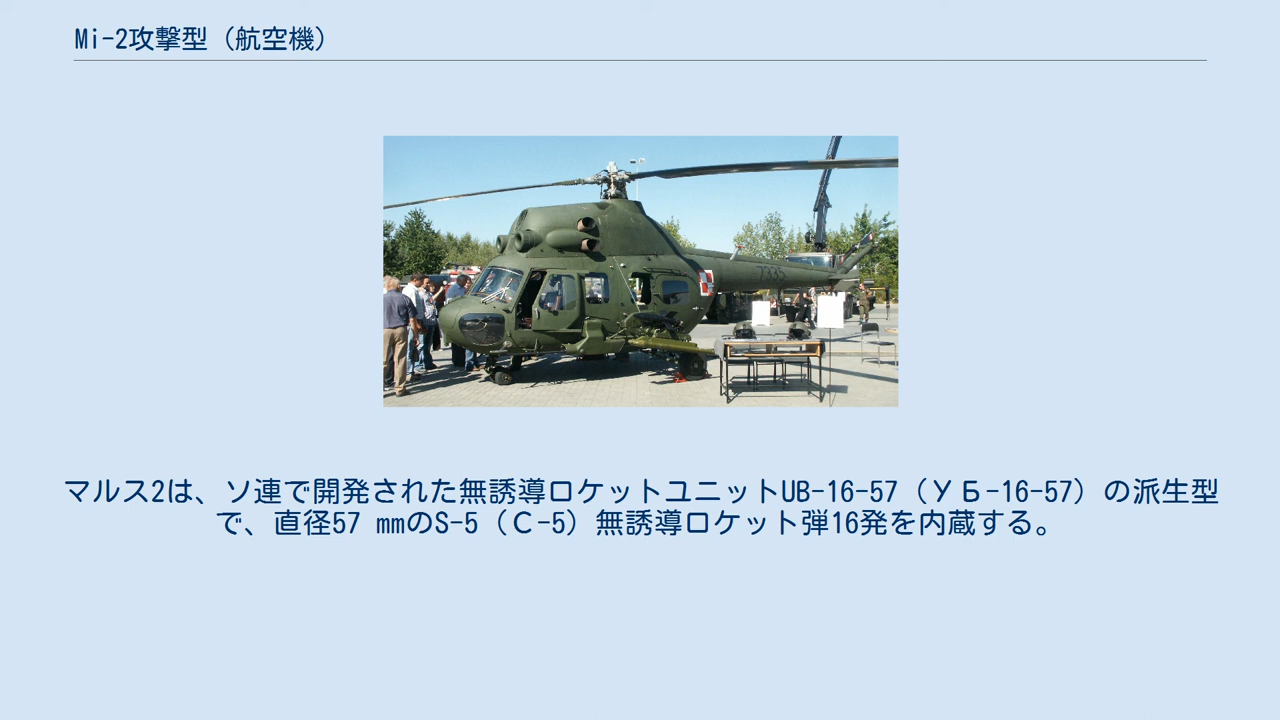 Mi-2攻撃型（航空機）
7335
マルス2は、ソ連で開発された無誘導ロケットユニットUB-16-57（УБ-16-57）の派生型
で、直径57 mmのS-5（С-5）無誘導ロケット弾16発を内蔵する。